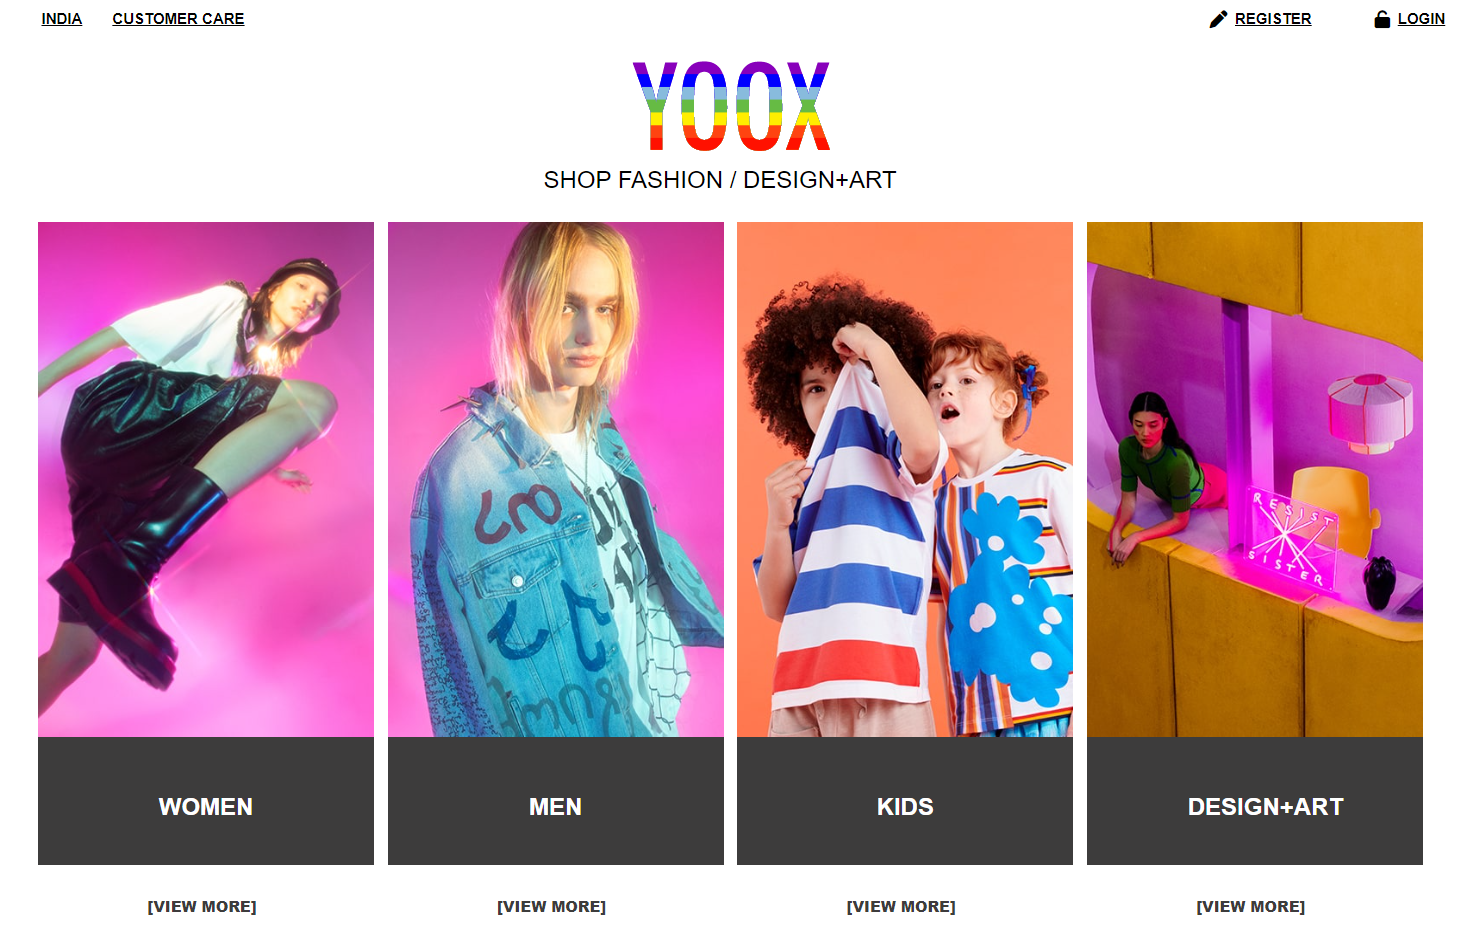 INDIA CUSTOMER CARE REGISTER LOGIN
YOOX
SHOP FASHION / DESIGN+ART
RESIST
SISTER
WOMEN MEN KIDS DESIGN+ART
[VIEW MORE] [VIEW MORE] [VIEW MORE] [VIEW MORE]